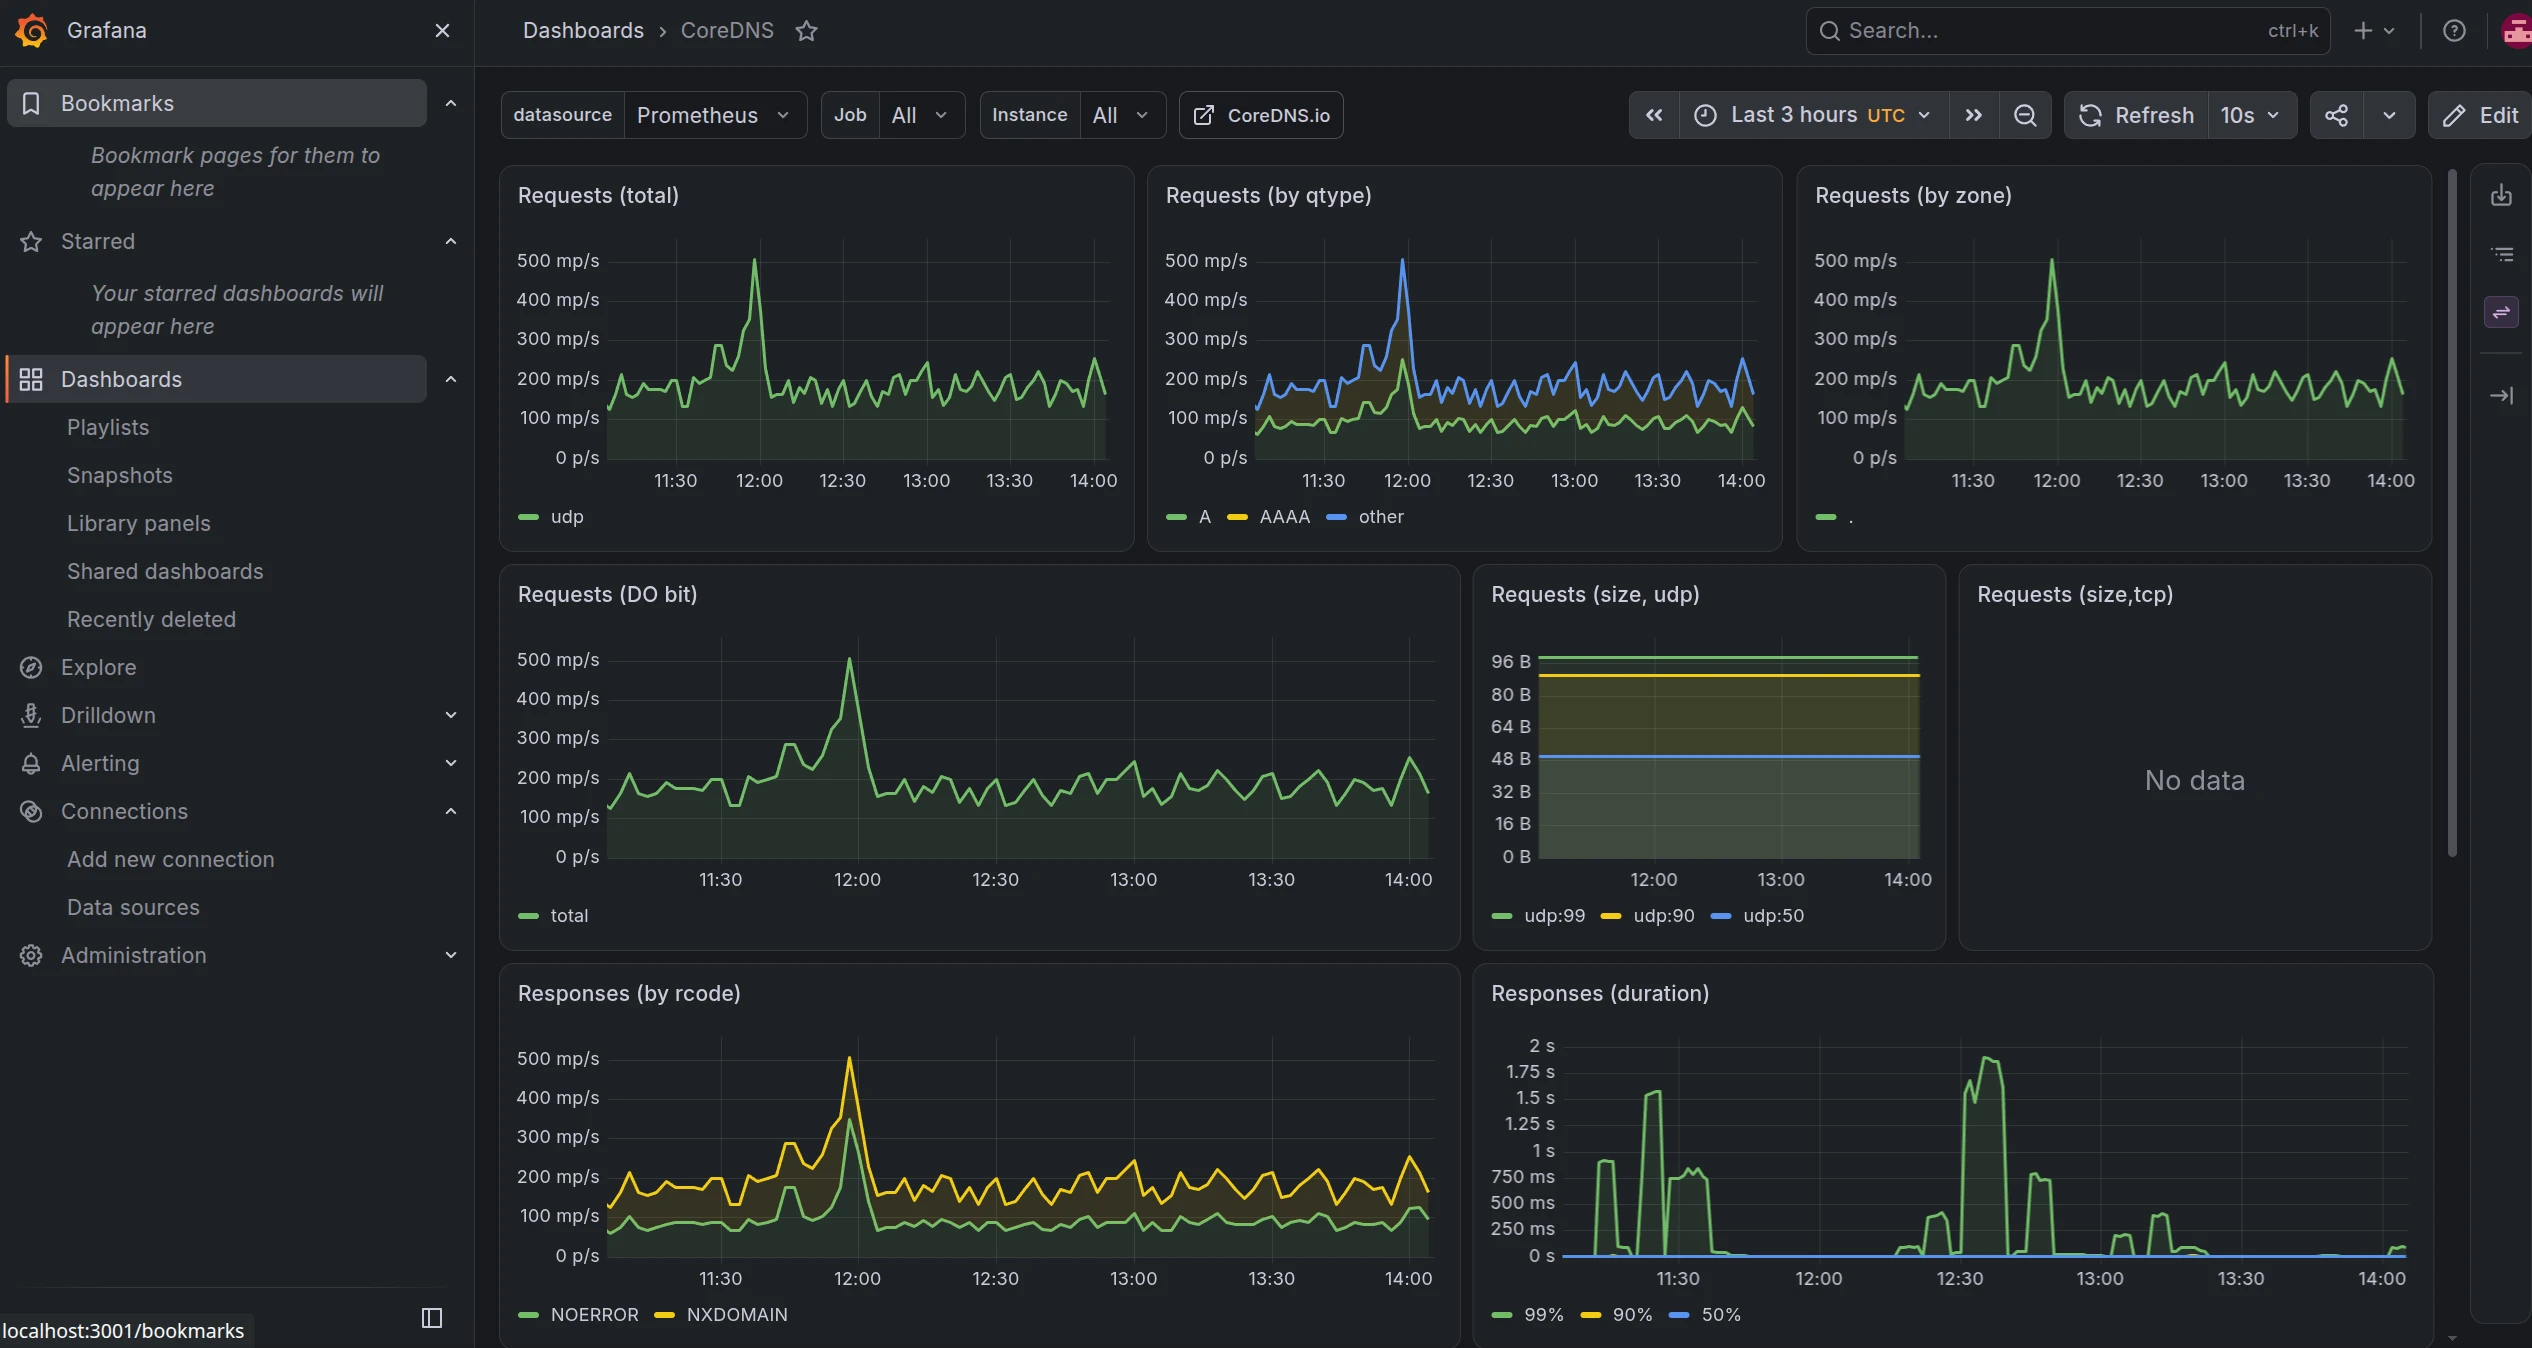 Grafana
Dashboards › CoreDNS
Search... ctrl+k
Bookmarks
Bookmark pages for them to
appear here
Starred
Your starred dashboards will
appear here
Dashboards
Playlists
Snapshots
Library panels
Shared dashboards
Recently deleted
Explore
Drilldown
Alerting
Connections
Add new connection
Data sources
Administration
localhost:3001/bookmarks
datasource Prometheus Job All Instance All CoreDNS.io Last 3 hours UTC Refresh 10s Edit
Requests (total)
500 mp/s
400 mp/s
300 mp/s
200 mp/s
100 mp/s
0 p/s
11:30 12:00 12:30 13:00 13:30 14:00
udp
Requests (by qtype)
500 mp/s
400 mp/s
300 mp/s
200 mp/s
100 mp/s
0 p/s
11:30 12:00 12:30 13:00 13:30 14:00
A AAAA other
Requests (by zone)
500 mp/s
400 mp/s
300 mp/s
200 mp/s
100 mp/s
0 p/s
11:30 12:00 12:30 13:00 13:30 14:00
.
Requests (DO bit)
500 mp/s
400 mp/s
300 mp/s
200 mp/s
100 mp/s
0 p/s
11:30 12:00 12:30 13:00 13:30 14:00
total
Requests (size, udp)
96 B
80 B
64 B
48 B
32 B
16 B
0 B
12:00 13:00 14:00
udp:99 udp:90 udp:50
Requests (size,tcp)
No data
Responses (by rcode)
500 mp/s
400 mp/s
300 mp/s
200 mp/s
100 mp/s
0 p/s
11:30 12:00 12:30 13:00 13:30 14:00
NOERROR NXDOMAIN
Responses (duration)
2 s
1.75 s
1.5 s
1.25 s
1 s
750 ms
500 ms
250 ms
0 s
11:30 12:00 12:30 13:00 13:30 14:00
99% 90% 50%